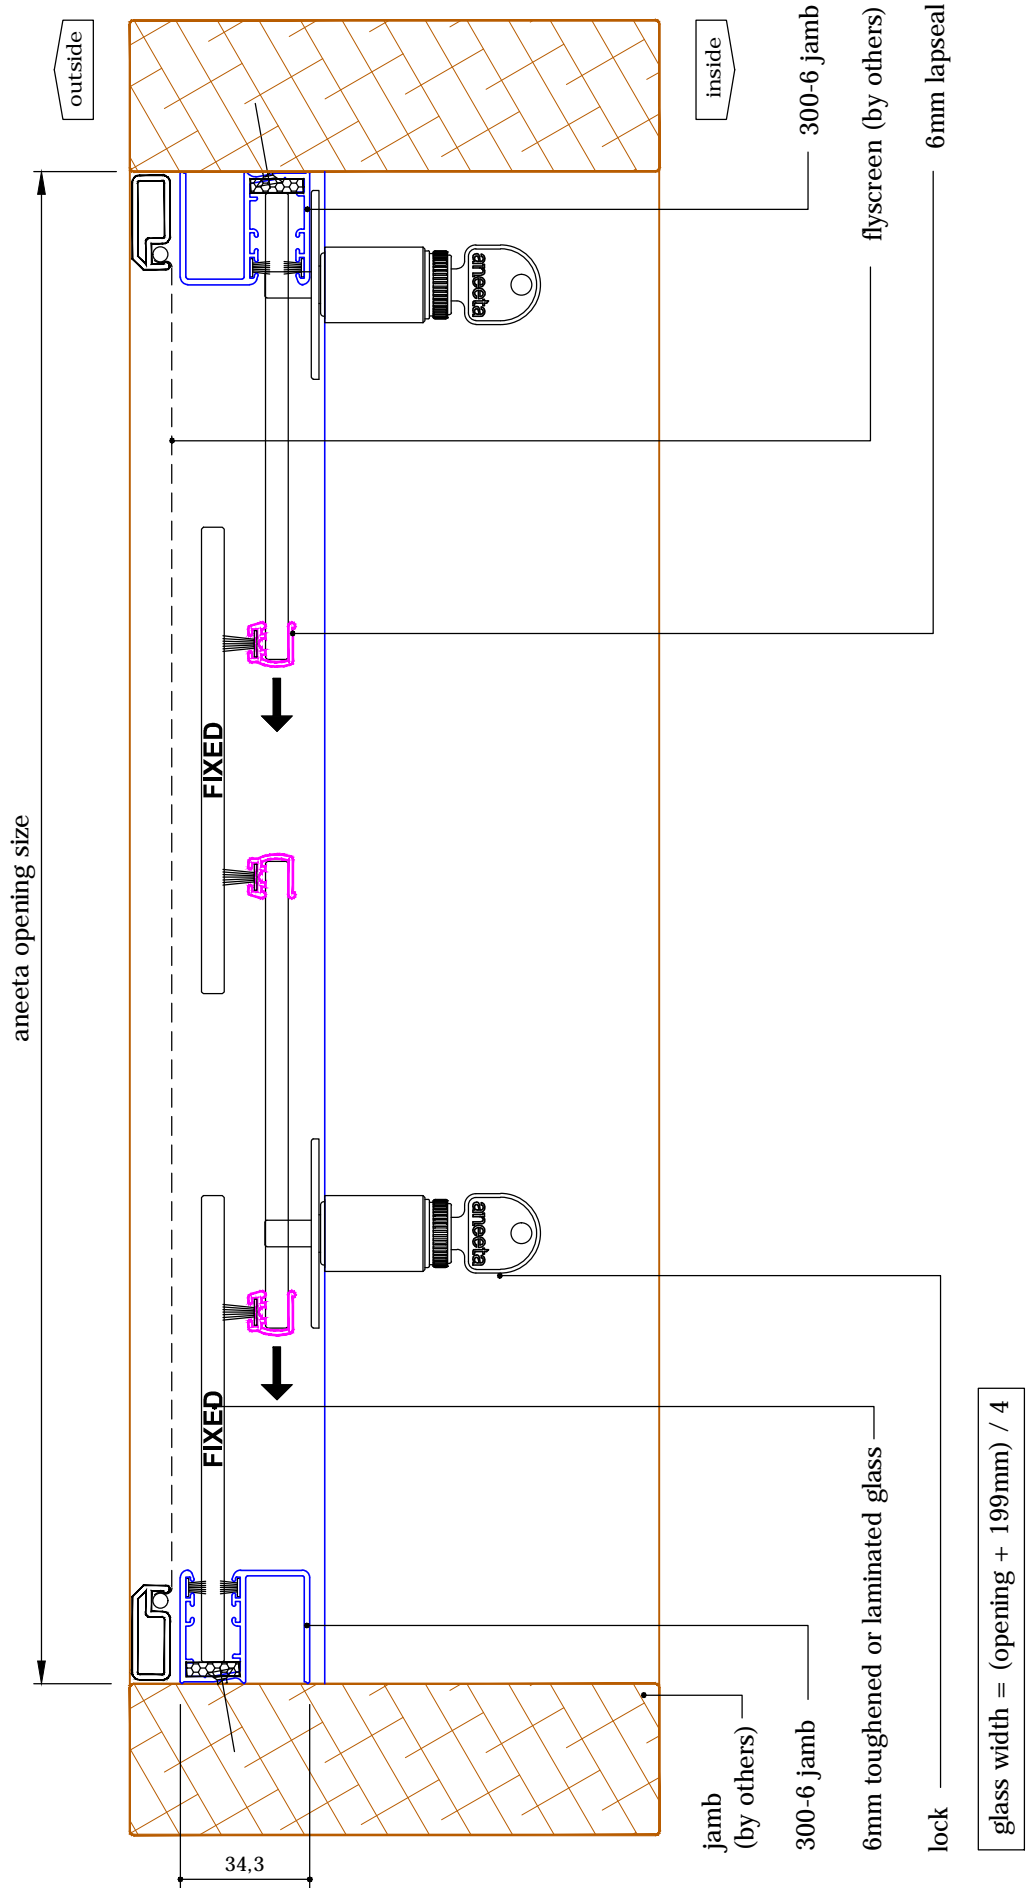 outside
inside
300-6 jamb
flyscreen (by others)
6mm lapseal
aneeta
FIXED
aneeta opening size
aneeta
FIXED
jamb
(by others)
300-6 jamb
6mm toughened or laminated glass
lock
glass width = (opening + 199mm) / 4
34,3